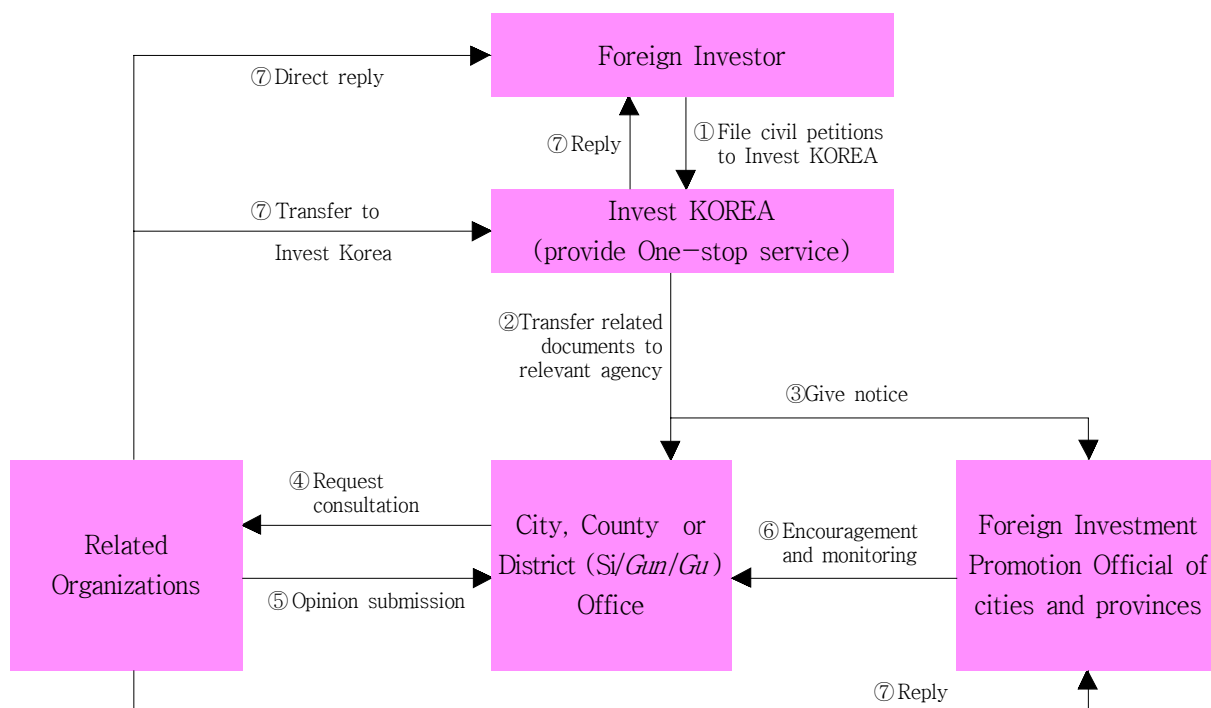 Foreign Investor
⑦Direct reply
①File civil petitions
to Invest KOREA
⑦Reply
⑦Transfer to
Invest Korea
Invest KOREA
(provide One-stop service)
②Transfer related
documents to
relevant agency
③Give notice
④Request
consultation
Related
Organizations
⑤Opinion submission
City, County or
District (Si/Gun/Gu)
Office
⑥Encouragement
and monitoring
Foreign Investment
Promotion Official of
cities and provinces
⑦Reply